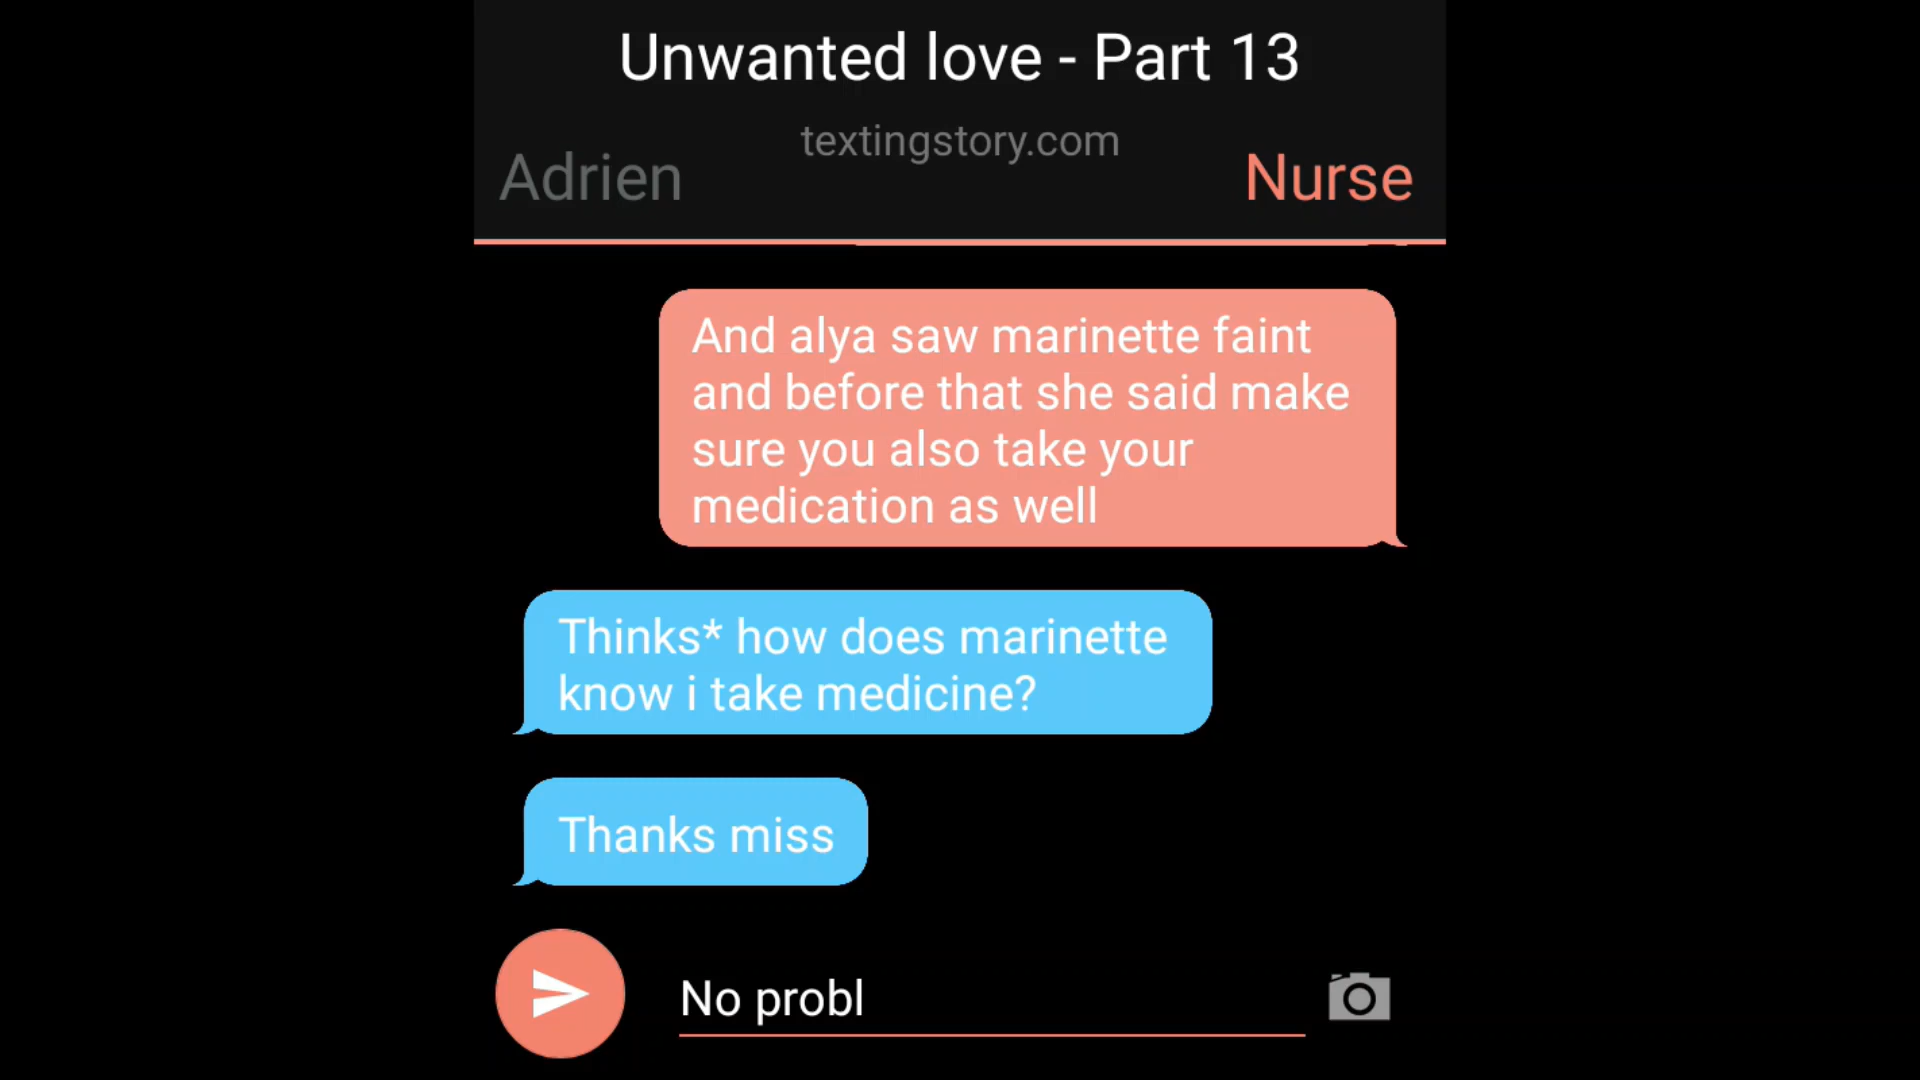 Unwanted love - Part 13
textingstory.com
Adrien
Nurse
And alya saw marinette faint
and before that she said make
sure you also take your
medication as well
Thinks* how does marinette
know i take medicine?
Thanks miss
No probl